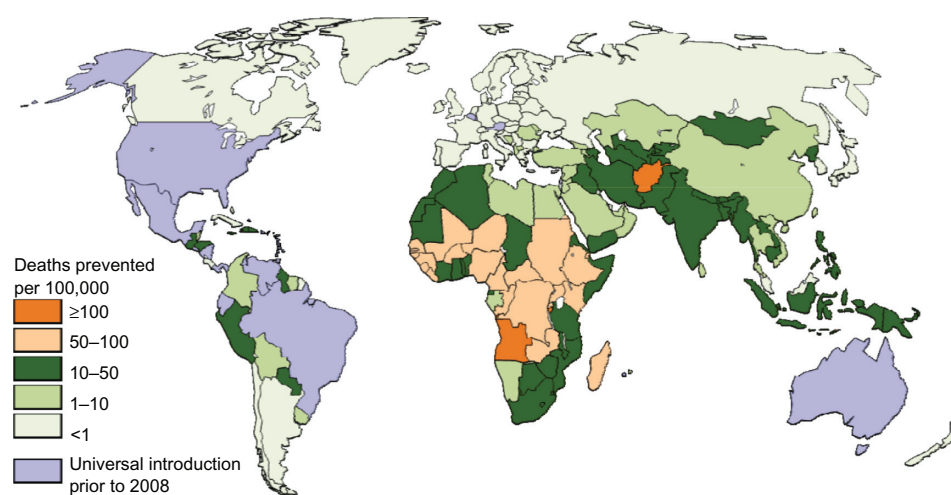 Deaths prevented
per 100,000
≥100
50–100
10–50
1–10
<1
Universal introduction
prior to 2008